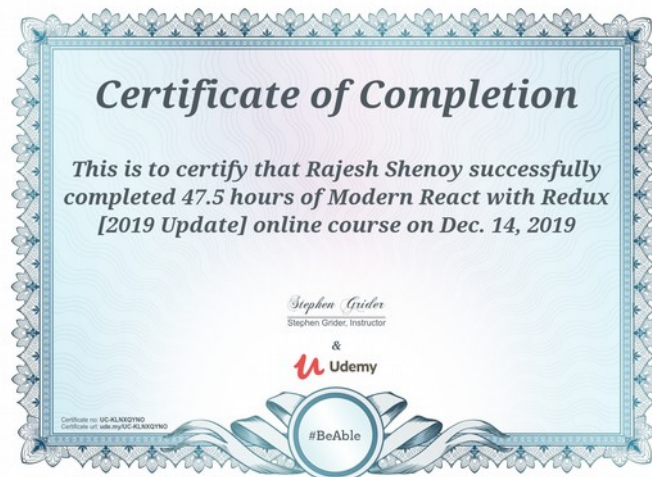 Certificate of Completion
This is to certify that Rajesh Shenoy successfully
completed 47.5 hours of Modern React with Redux
[2019 Update] online course on Dec. 14, 2019
Stephen Grider
Stephen Grider, Instructor
&
Udemy
Certificate no: UC-KLNXQYNO
Certificate url: ude.my/UC-KLNXQYNO
#BeAble